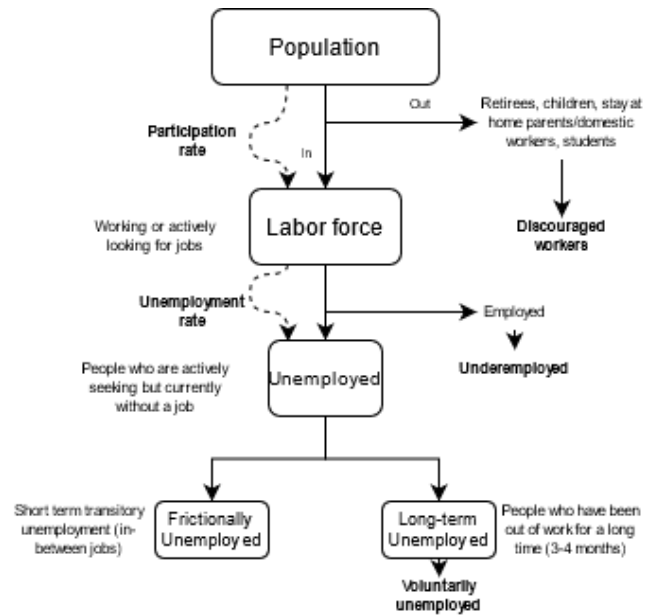 Population
Out
Retirees, children, stay at
home parents/domestic
workers, students
Participation
rate
In
Labor force
Working or actively
looking for jobs
Discouraged
workers
Unemployment
rate
Employed
Underemployed
People who are actively
seeking but currently
without a job
Unemployed
Short term transitory
unemployment (in-
between jobs)
Frictionally
Unemployed
Long-term
Unemployed
People who have been
out of work for a long
time (3-4 months)
Voluntarily
unemployed